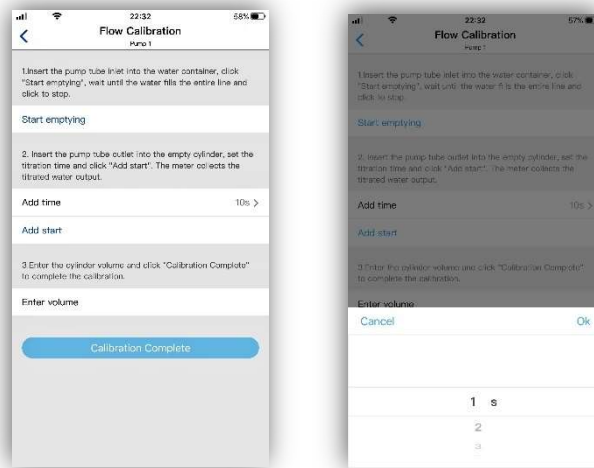 22:32
58%
Flow Calibration
Pump 1
1.Insert the pump tube inlet into the water container, click
"Start emptying", wait until the water fills the entire line and
click to stop.
Start emptying
2. Insert the pump tube outlet into the empty cylinder, set the
titration time and click "Add start". The meter collects the
titrated water output.
Add time
10s >
Add start
3.Enter the cylinder volume and click "Calibration Complete"
to complete the calibration.
Enter volume
Calibration Complete
22:32
57%
Flow Calibration
Pump 1
1.Insert the pump tube inlet into the water container, click
"Start emptying", wait until the water fills the entire line and
click to stop.
Start emptying
2. Insert the pump tube outlet into the empty cylinder, set the
titration time and click "Add start". The meter collects the
titrated water output.
Add time
10s >
Add start
3.Enter the cylinder volume and click "Calibration Complete"
to complete the calibration.
Enter volume
Cancel
Ok
1 s
2
3